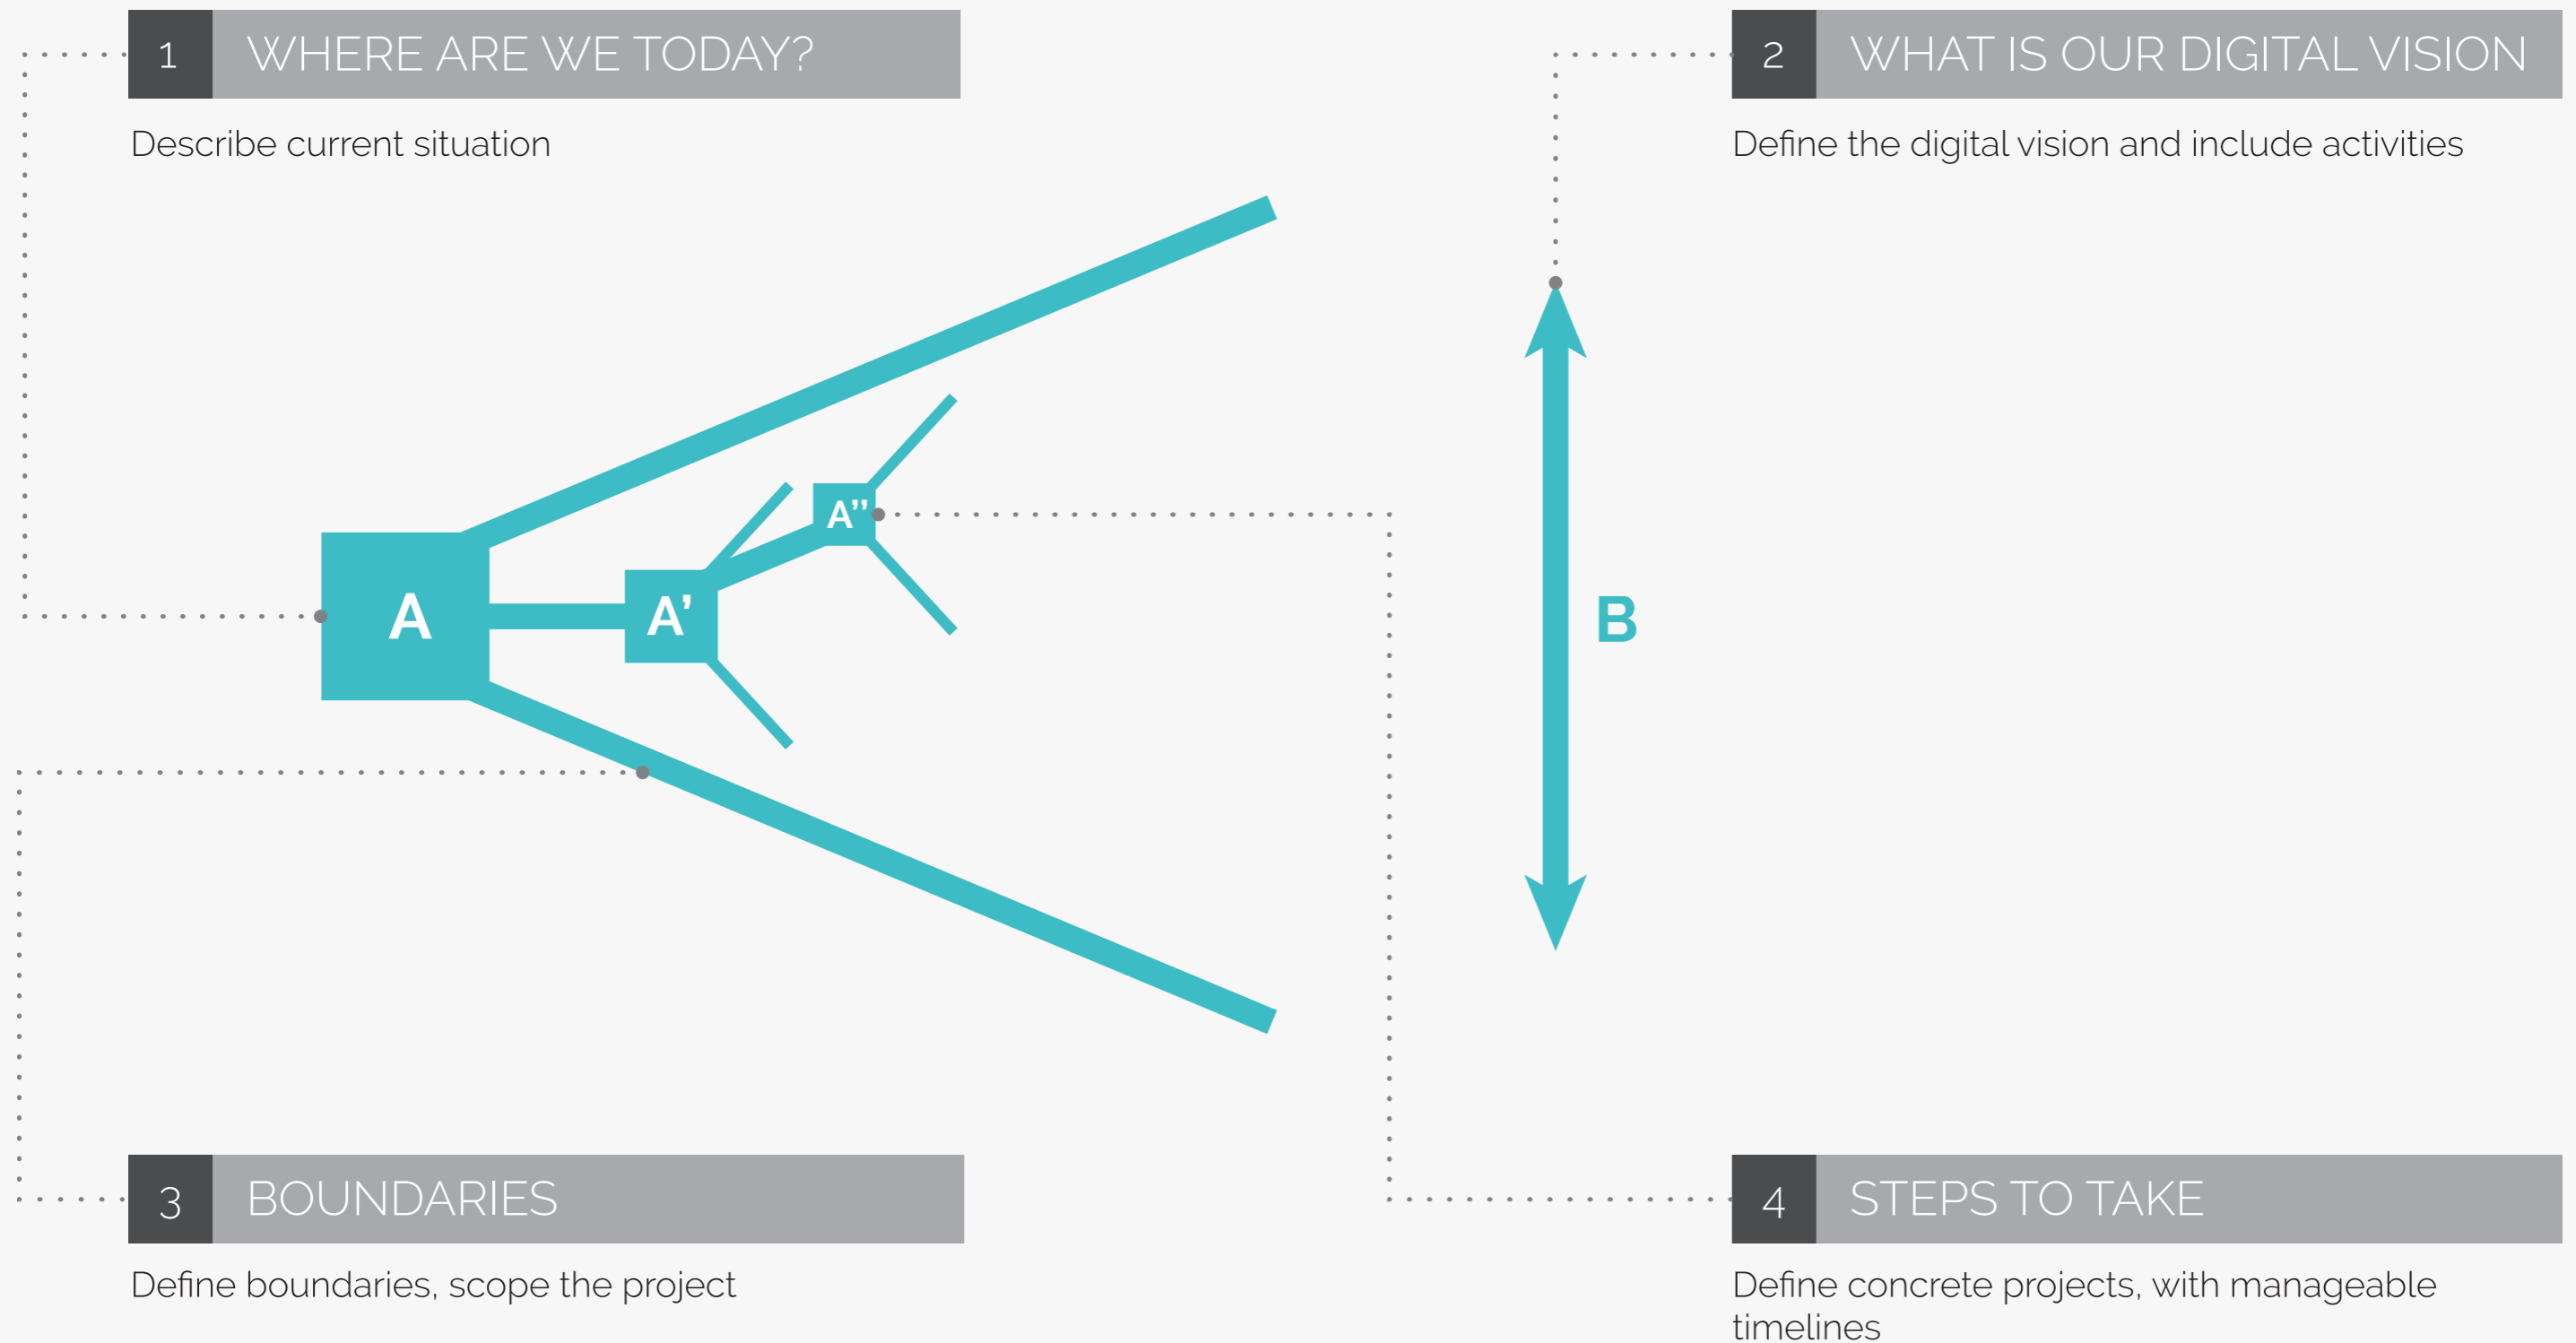 1 WHERE ARE WE TODAY?
Describe current situation
2 WHAT IS OUR DIGITAL VISION
Define the digital vision and include activities
A
A’
A’’
B
3 BOUNDARIES
Define boundaries, scope the project
4 STEPS TO TAKE
Define concrete projects, with manageable
timelines